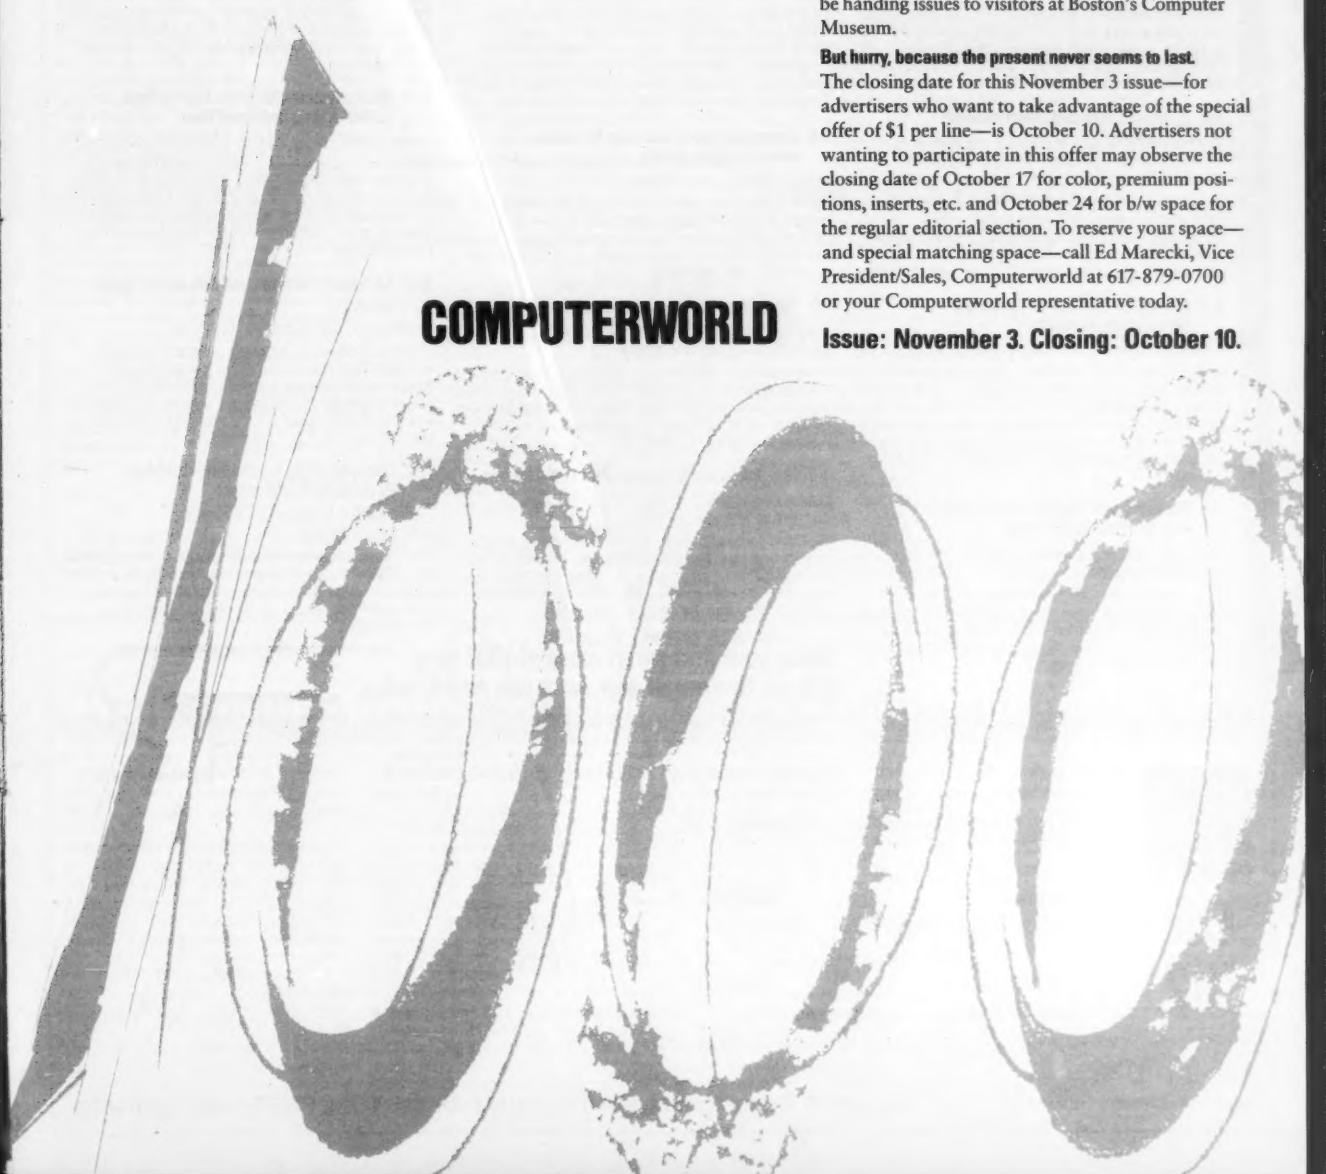 be handing issues to visitors at Boston's Computer
Museum.
But hurry, because the present never seems to last.
The closing date for this November 3 issue—for
advertisers who want to take advantage of the special
offer of $1 per line—is October 10. Advertisers not
wanting to participate in this offer may observe the
closing date of October 17 for color, premium posi-
tions, inserts, etc. and October 24 for b/w space for
the regular editorial section. To reserve your space—
and special matching space—call Ed Marecki, Vice
President/Sales, Computerworld at 617-879-0700
or your Computerworld representative today.
COMPUTERWORLD
Issue: November 3. Closing: October 10.
1000